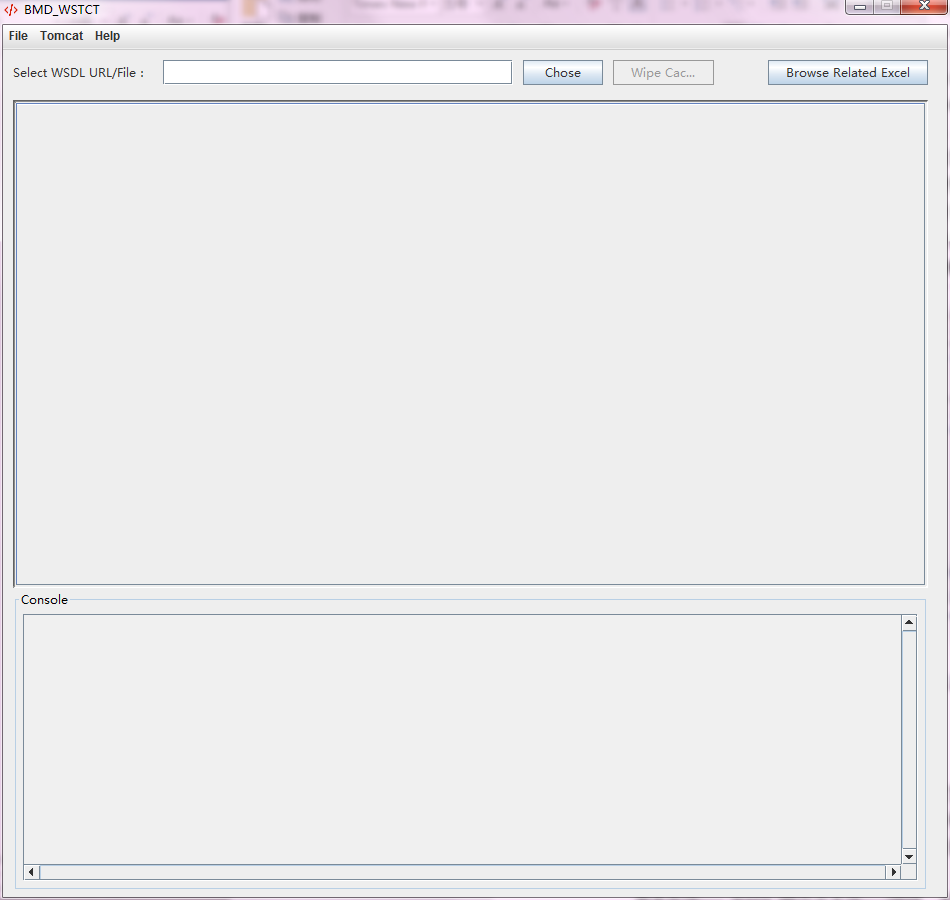 BMD_WSTCT
File Tomcat Help
Select WSDL URL/File : Chose Wipe Cac... Browse Related Excel
Console